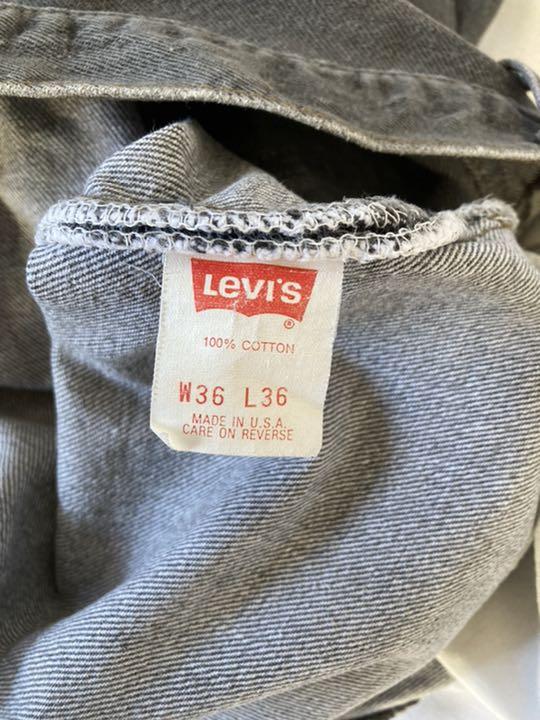 Levi's
®
100% COTTON
W36 L36
MADE IN U.S.A.
CARE ON REVERSE